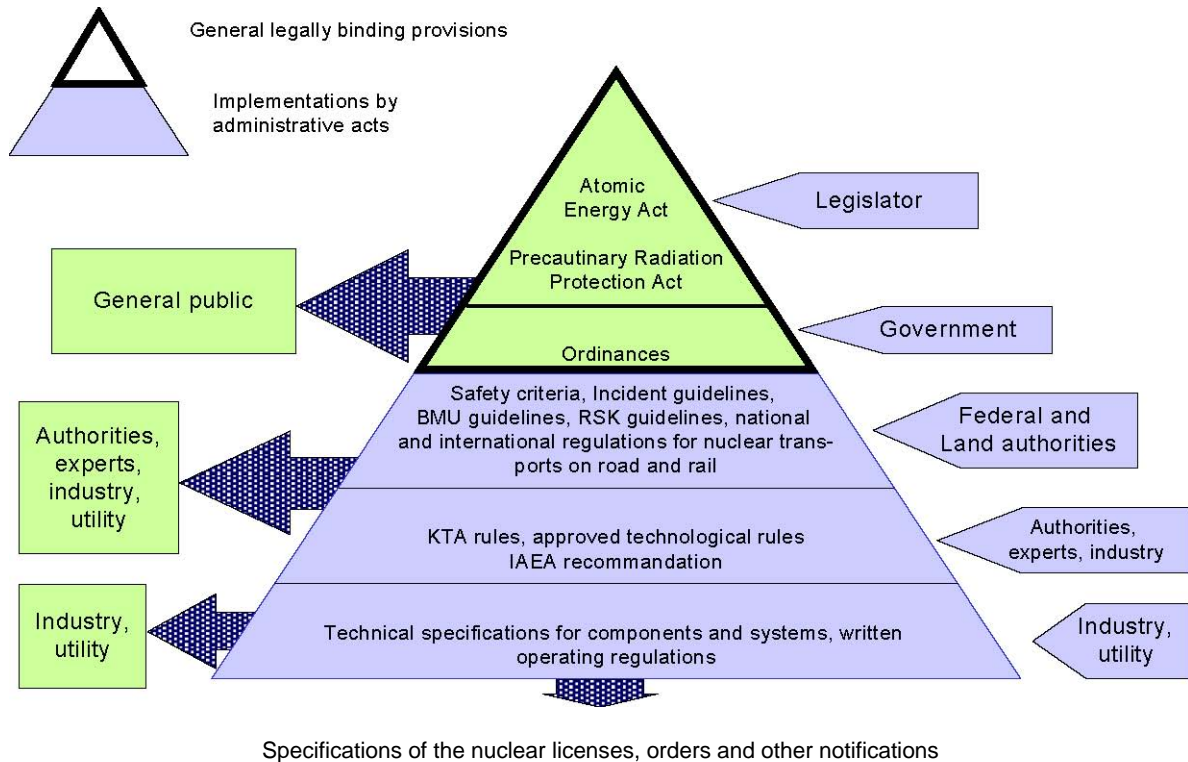 General legally binding provisions
Implementations by
administrative acts
Atomic
Energy Act
Precautinary Radiation
Protection Act
Ordinances
Safety criteria, Incident guidelines,
BMU guidelines, RSK guidelines, national
and international regulations for nuclear trans-
ports on road and rail
KTA rules, approved technological rules
IAEA recommandation
Technical specifications for components and systems, written
operating regulations
General public
Authorities,
experts,
industry,
utility
Industry,
utility
Legislator
Government
Federal and
Land authorities
Authorities,
experts, industry
Industry,
utility
Specifications of the nuclear licenses, orders and other notifications